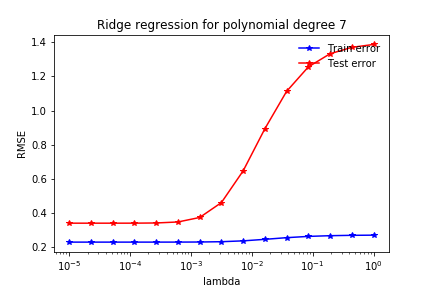 Ridge regression for polynomial degree 7
1.4
1.2
1.0
0.8
0.6
0.4
0.2
RMSE
Train error
Test error
10⁻⁵ 10⁻⁴ 10⁻³ 10⁻² 10⁻¹ 10⁰
lambda